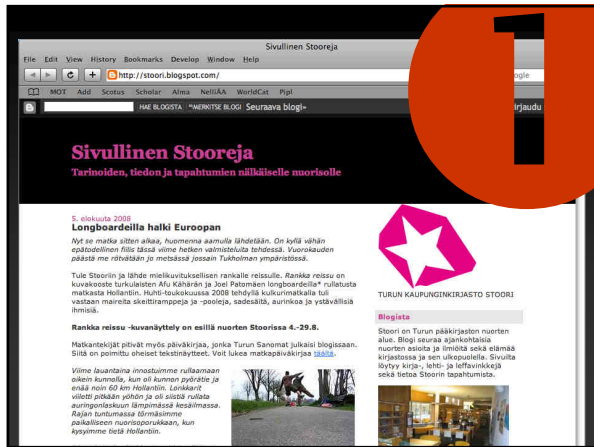 Sivullinen Stooreja
File Edit View History Bookmarks Develop Window Help
http://stoori.blogspot.com/
ogle
MOT Add Scotus Scholar Alma NelliÅA WorldCat Pipl
HAE BLOGISTA MERKITSE BLOGI Seuraava blogi»
irjaudu
1
Sivullinen Stooreja
Tarinoiden, tiedon ja tapahtumien nälkäiselle nuorisolle
5. elokuuta 2008
Longboardeilla halki Euroopan
Nyt se matka sitten alkaa, huomenna aamulla lähdetään. On kyllä vähän
epätodellinen fiilis tässä viime hetken valmisteluita tehdessä. Vuorokauden
päästä me rötvätään jo metsässä jossain Tukholman ympäristössä.
Tule Stooriin ja lähde mielikuvituksellisen rankalle reissulle. Rankka reissu on
kuvakooste turkulaisten Afu Kähärän ja Joel Patomäen longboardeilla* rullatusta
matkasta Hollantiin. Huhti-toukokuussa 2008 tehdyllä kulkurimatkalla tuli
vastaan maireita skeittiramppeja ja -pooleja, sadesäitä, aurinkoa ja ystävällisiä
ihmisiä.
Rankka reissu -kuvanäyttely on esillä nuorten Stoorissa 4.-29.8.
Matkantekijät pitivät myös päiväkirjaa, jonka Turun Sanomat julkaisi blogissaan.
Siitä on poimittu oheiset tekstinäytteet. Voit lukea matkapäiväkirjaa täältä.
Viime lauantaina innostuimme rullaamaan
oikein kunnolla, kun oli kunnon pyörätie ja
enää noin 60 km Hollantiin. Lonkkarit
viiletti pitkään yöhön ja oli siistiä rullata
auringonlaskuun lämpimässä kesäilmassa.
Rajan tuntumassa törmäsimme
paikalliseen nuorisoporukkaan, kun
kysyimme tietä Hollantiin.
TURUN KAUPUNGINKIRJASTO STOORI
Blogista
Stoori on Turun pääkirjaston nuorten
alue. Blogi seuraa ajankohtaisia
nuorten asioita ja ilmiöitä sekä elämää
kirjastossa ja sen ulkopuolella. Sivuilta
löytyy kirja-, lehti- ja leffavinkkejä
sekä tietoa Stoorin tapahtumista.